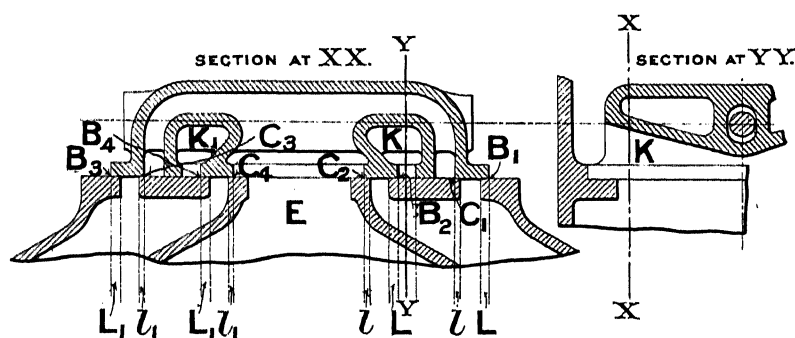 X
SECTION AT XX. Y SECTION AT YY.
B₄ K₁ C₃ K B₁ K
B₃ C₄ C₂
E B₂ C₁
L₁ l₁ L₁ l₁ l L Y l L X